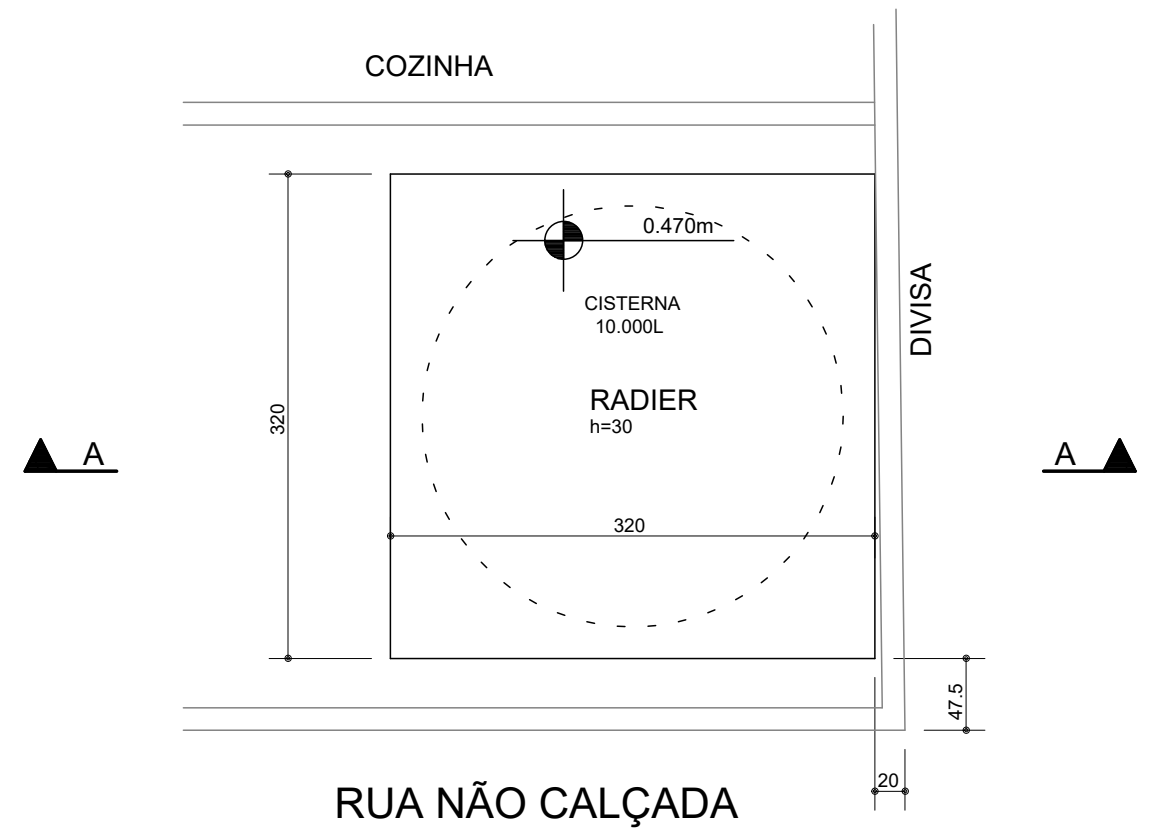 COZINHA
0.470m
CISTERNA
10.000L
DIVISA
RADIER
h=30
320
A
A
320
47.5
20
RUA NÃO CALÇADA